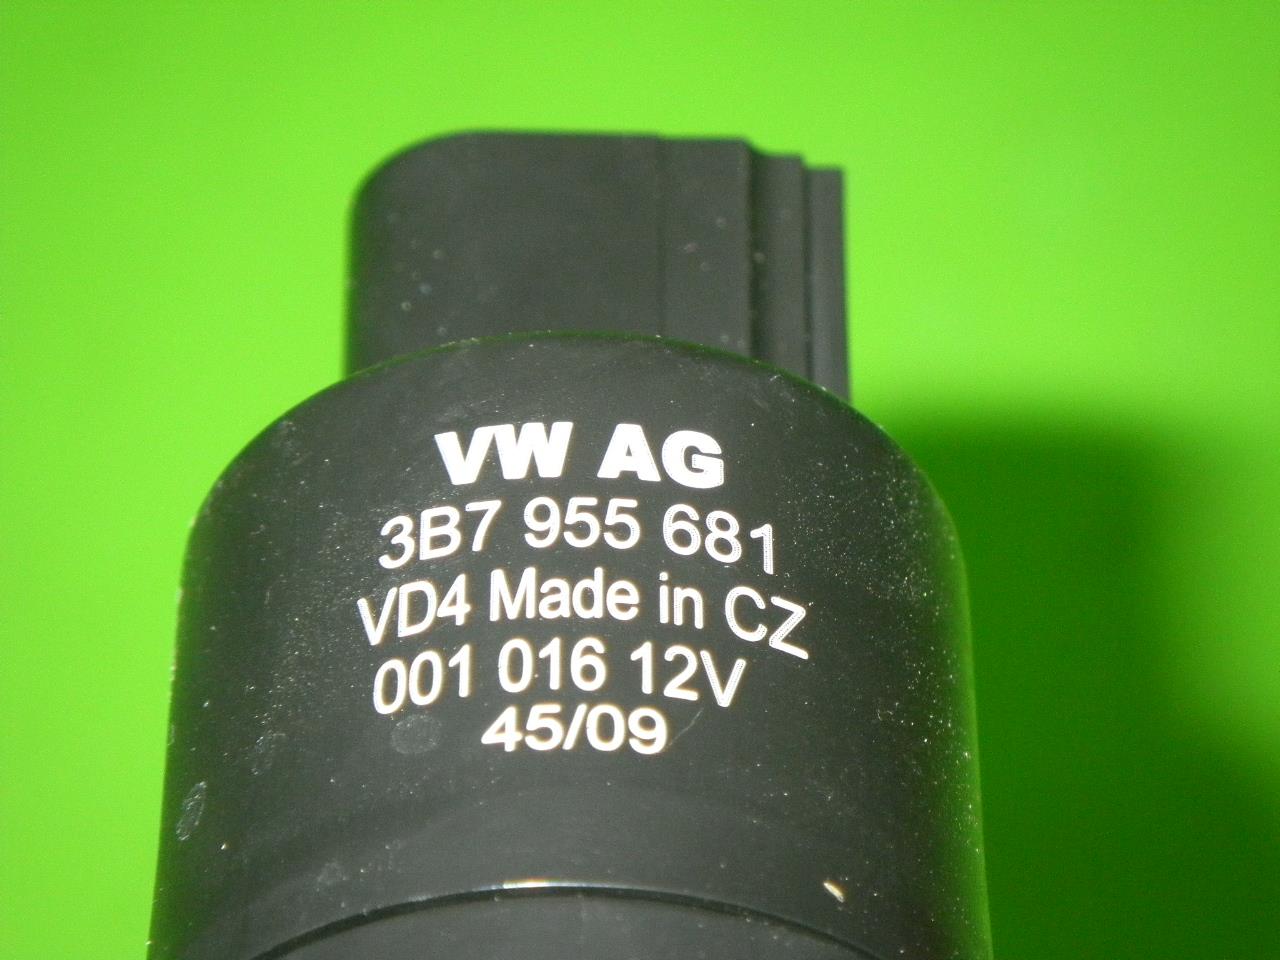 VW AG
3B7 955 681
VD4 Made in CZ
001 016 12V
45/09